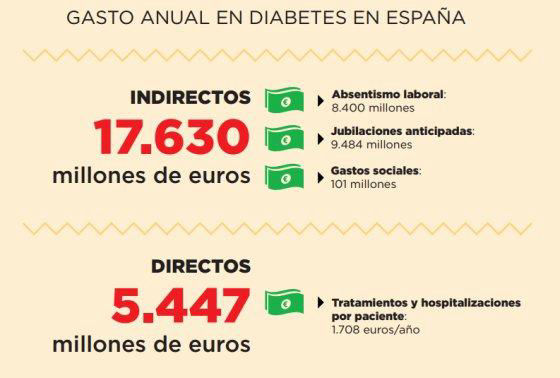 GASTO ANUAL EN DIABETES EN ESPAÑA
INDIRECTOS
17.630
millones de euros
Absentismo laboral:
8.400 millones
Jubilaciones anticipadas:
9.484 millones
Gastos sociales:
101 millones
DIRECTOS
5.447
millones de euros
Tratamientos y hospitalizaciones
por paciente:
1.708 euros/año